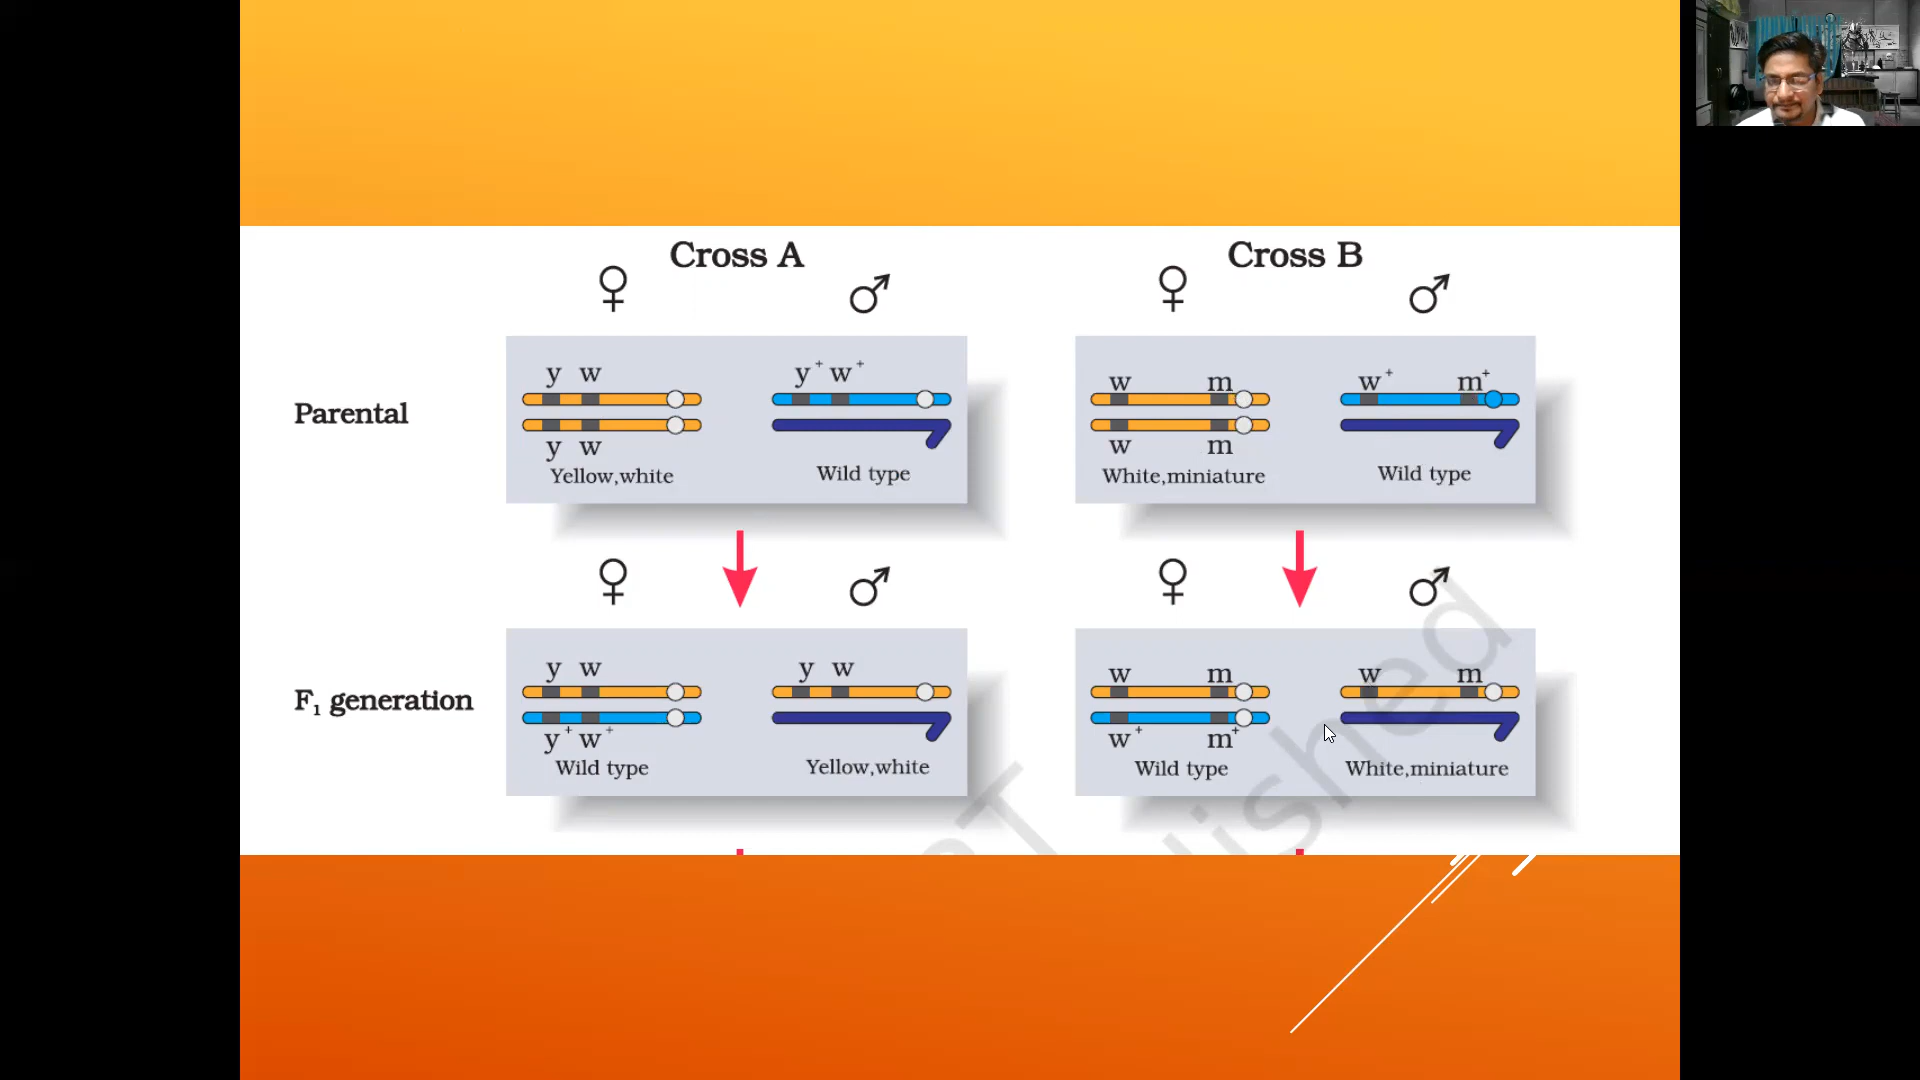 Cross A
Cross B
♀ ♂ ♀ ♂
Parental
y w
y⁺ w⁺
w m
w⁺ m⁺
y w
w m
Yellow,white
Wild type
White,miniature
Wild type
♀ ♂ ♀ ♂
F₁ generation
y w
y w
w m
w m
y⁺ w⁺
w⁺ m⁺
Wild type
Yellow,white
Wild type
White,miniature